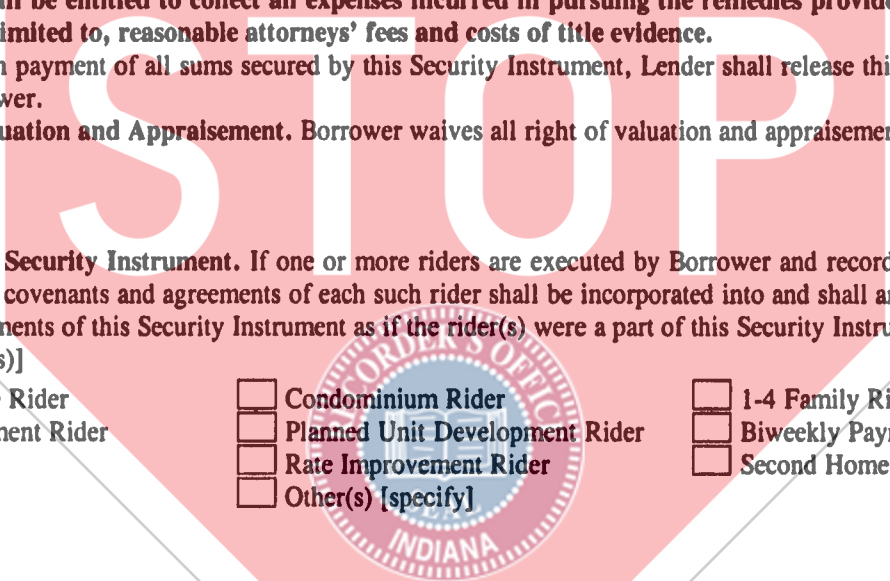 be entitled to collect all expenses incurred in pursuing the remedies provide
imited to, reasonable attorneys' fees and costs of title evidence.
n payment of all sums secured by this Security Instrument, Lender shall release thi
wer.
uation and Appraisement. Borrower waives all right of valuation and appraisemen
Security Instrument. If one or more riders are executed by Borrower and record
covenants and agreements of each such rider shall be incorporated into and shall a
ments of this Security Instrument as if the rider(s) were a part of this Security Instru
s)]
Rider
Condominium Rider
1-4 Family Ri
ment Rider
Planned Unit Development Rider
Biweekly Payn
Rate Improvement Rider
Second Home
Other(s) [specify]
STOP
RECORDER'S OFFICE
SEAL
INDIANA